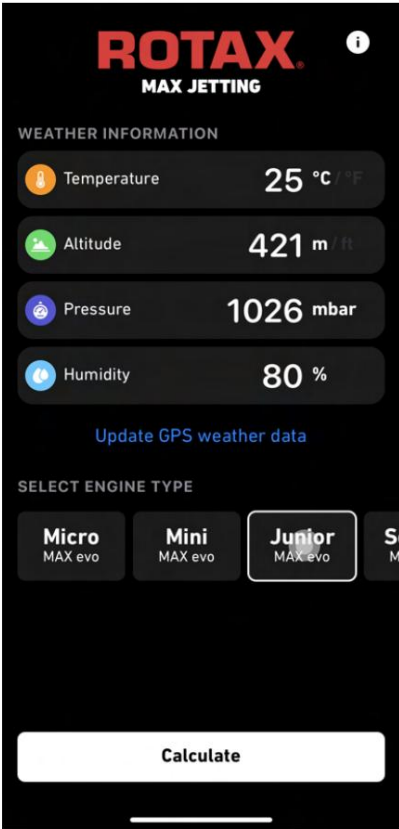 ROTAX®
MAX JETTING
i
WEATHER INFORMATION
Temperature 25 °C / °F
Altitude 421 m / ft
Pressure 1026 mbar
Humidity 80 %
Update GPS weather data
SELECT ENGINE TYPE
Micro Mini Junior
MAX evo MAX evo MAX evo
Calculate